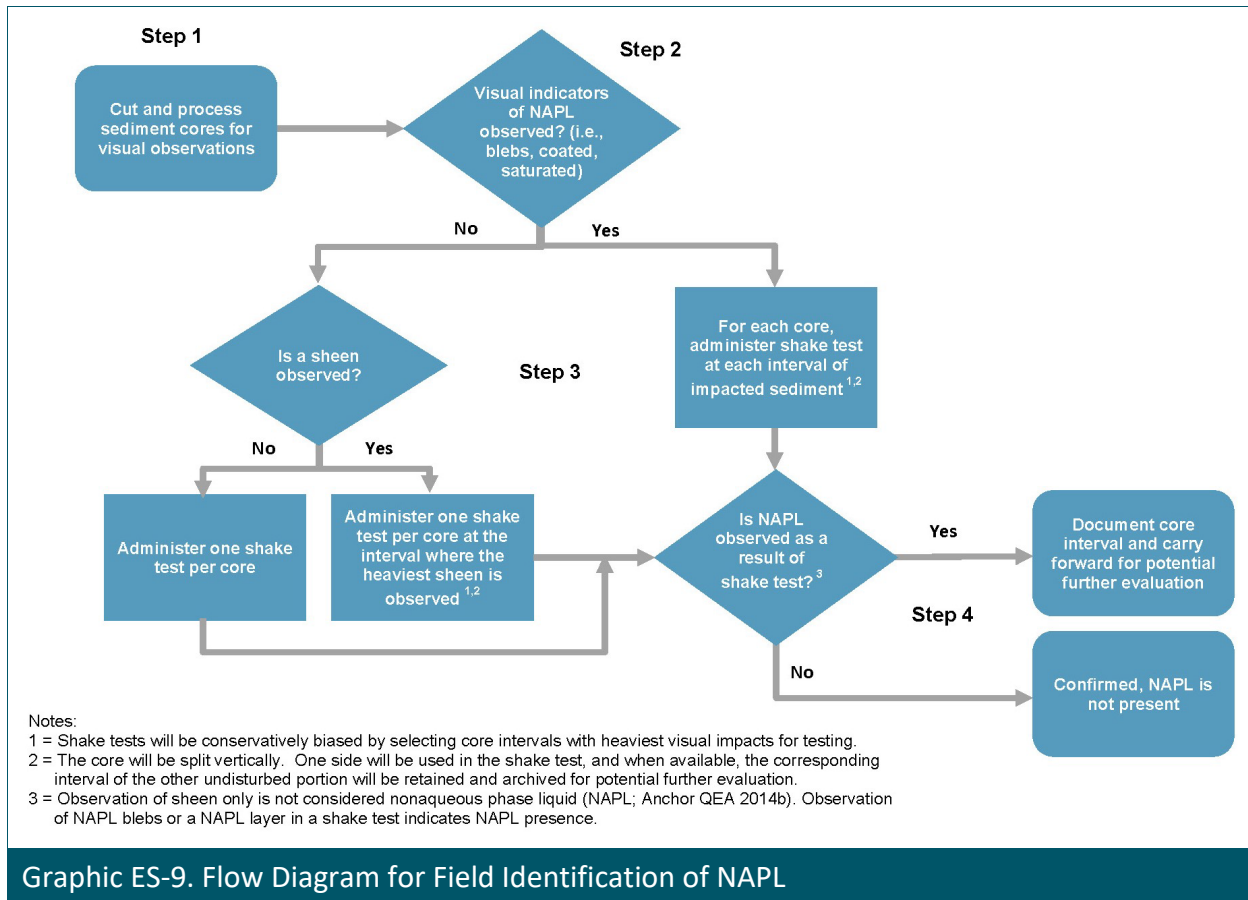 Step 1
Step 2
Cut and process
sediment cores for
visual observations
Visual indicators
of NAPL
observed? (i.e.,
blebs, coated,
saturated)
No
Yes
Is a sheen
observed?
Step 3
For each core,
administer shake test
at each interval of
impacted sediment 1,2
No
Yes
Administer one shake
test per core
Administer one shake
test per core at the
interval where the
heaviest sheen is
observed 1,2
Is NAPL
observed as a
result of
shake test? 3
Yes
Document core
interval and carry
forward for potential
further evaluation
Step 4
No
Confirmed, NAPL is
not present
Notes:
1 = Shake tests will be conservatively biased by selecting core intervals with heaviest visual impacts for testing.
2 = The core will be split vertically. One side will be used in the shake test, and when available, the corresponding
interval of the other undisturbed portion will be retained and archived for potential further evaluation.
3 = Observation of sheen only is not considered nonaqueous phase liquid (NAPL; Anchor QEA 2014b). Observation
of NAPL blebs or a NAPL layer in a shake test indicates NAPL presence.
Graphic ES-9. Flow Diagram for Field Identification of NAPL